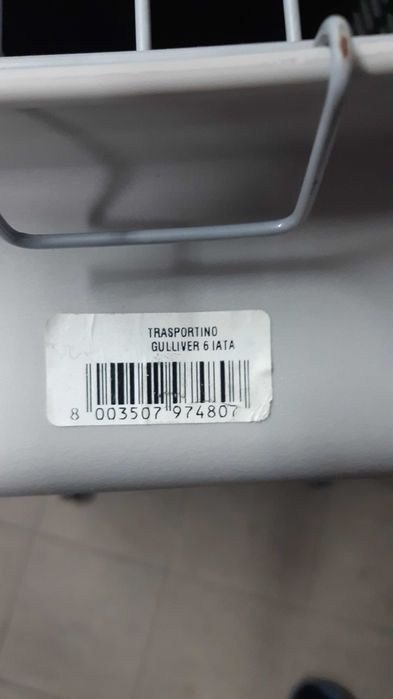 TRASPORTINO
GULLIVER 6 IATA
8 003507 974807